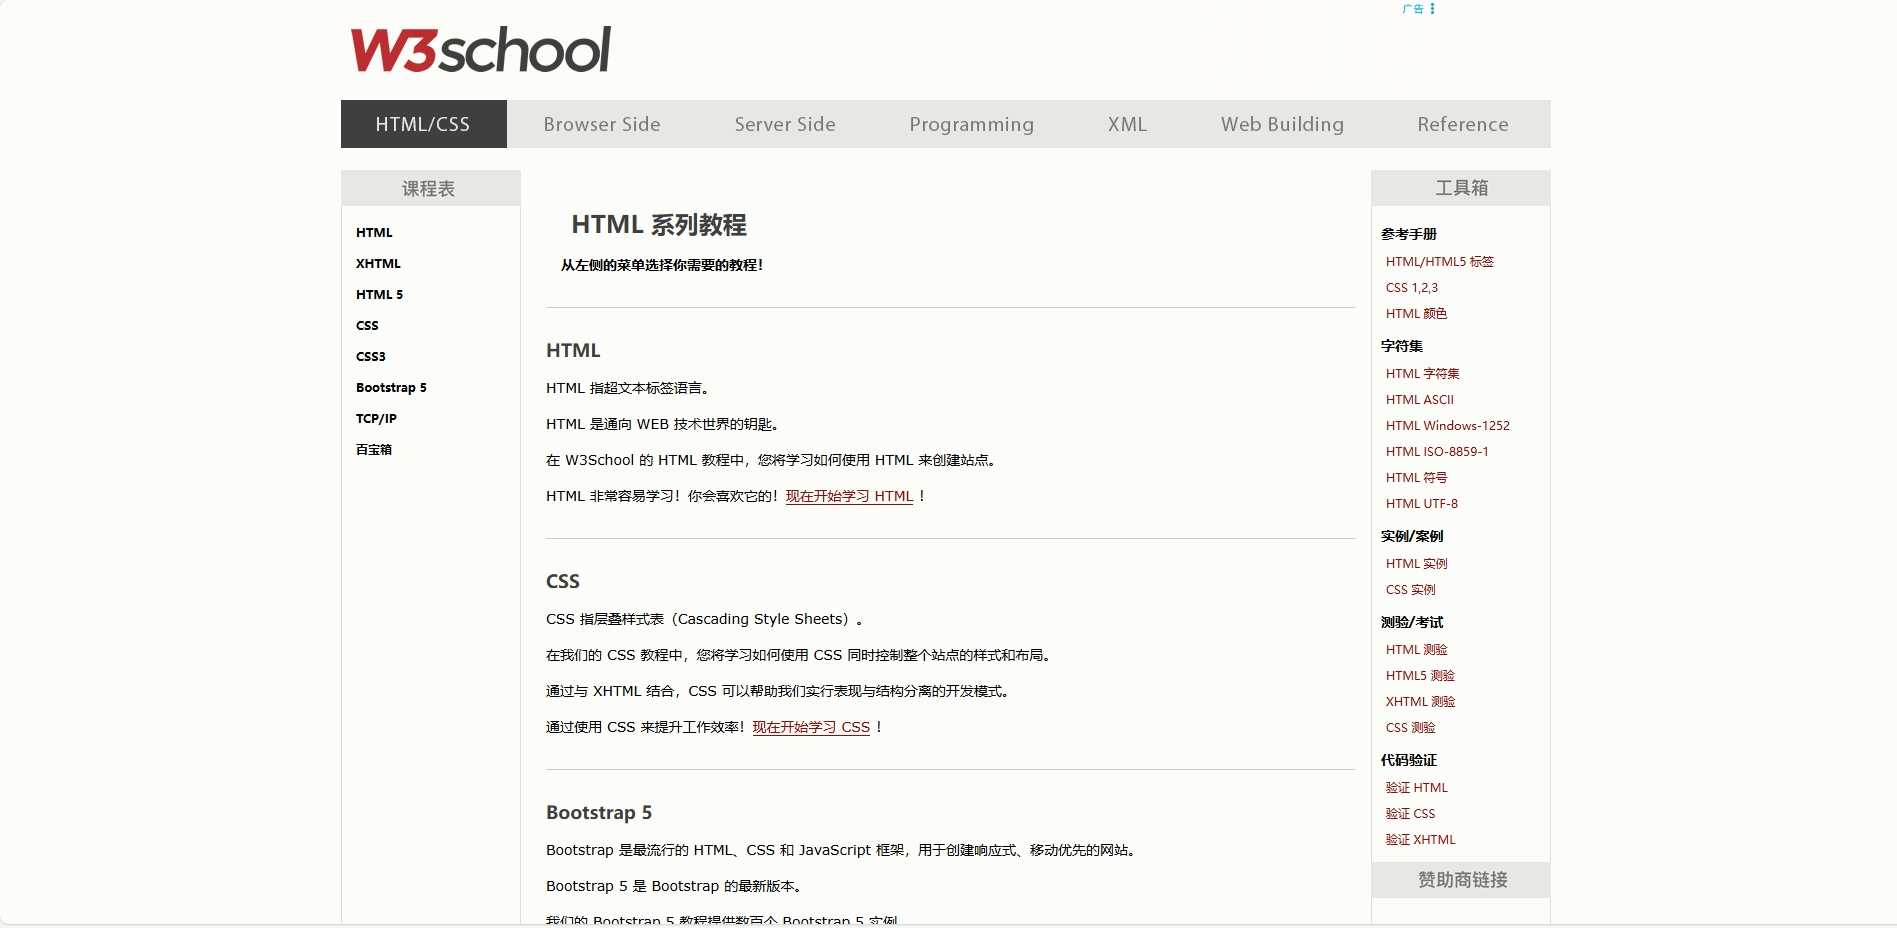 广告
W3school
HTML/CSS
Browser Side
Server Side
Programming
XML
Web Building
Reference
课程表
HTML
XHTML
HTML 5
CSS
CSS3
Bootstrap 5
TCP/IP
百宝箱
HTML 系列教程
从左侧的菜单选择你需要的教程！
HTML
HTML 指超文本标签语言。
HTML 是通向 WEB 技术世界的钥匙。
在 W3School 的 HTML 教程中，您将学习如何使用 HTML 来创建站点。
HTML 非常容易学习！你会喜欢它的！现在开始学习 HTML ！
CSS
CSS 指层叠样式表（Cascading Style Sheets）。
在我们的 CSS 教程中，您将学习如何使用 CSS 同时控制整个站点的样式和布局。
通过与 XHTML 结合，CSS 可以帮助我们实行表现与结构分离的开发模式。
通过使用 CSS 来提升工作效率！现在开始学习 CSS ！
Bootstrap 5
Bootstrap 是最流行的 HTML、CSS 和 JavaScript 框架，用于创建响应式、移动优先的网站。
Bootstrap 5 是 Bootstrap 的最新版本。
我们的 Bootstrap 5 教程提供数百个 Bootstrap 5 实例
工具箱
参考手册
HTML/HTML5 标签
CSS 1,2,3
HTML 颜色
字符集
HTML 字符集
HTML ASCII
HTML Windows-1252
HTML ISO-8859-1
HTML 符号
HTML UTF-8
实例/案例
HTML 实例
CSS 实例
测验/考试
HTML 测验
HTML5 测验
XHTML 测验
CSS 测验
代码验证
验证 HTML
验证 CSS
验证 XHTML
赞助商链接